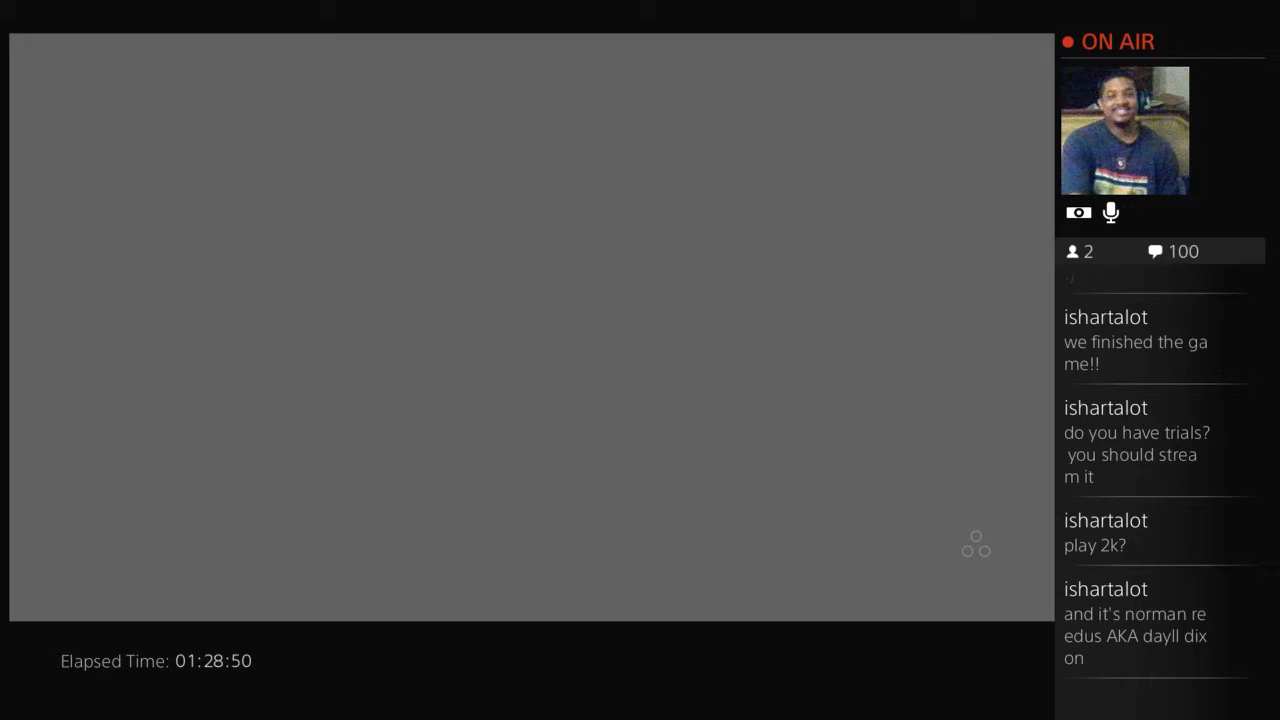 ON AIR
2
100
ishartalot
we finished the ga
me!!
ishartalot
do you have trials?
you should strea
m it
ishartalot
play 2k?
ishartalot
and it's norman re
edus AKA dayll dix
on
Elapsed Time: 01:28:50